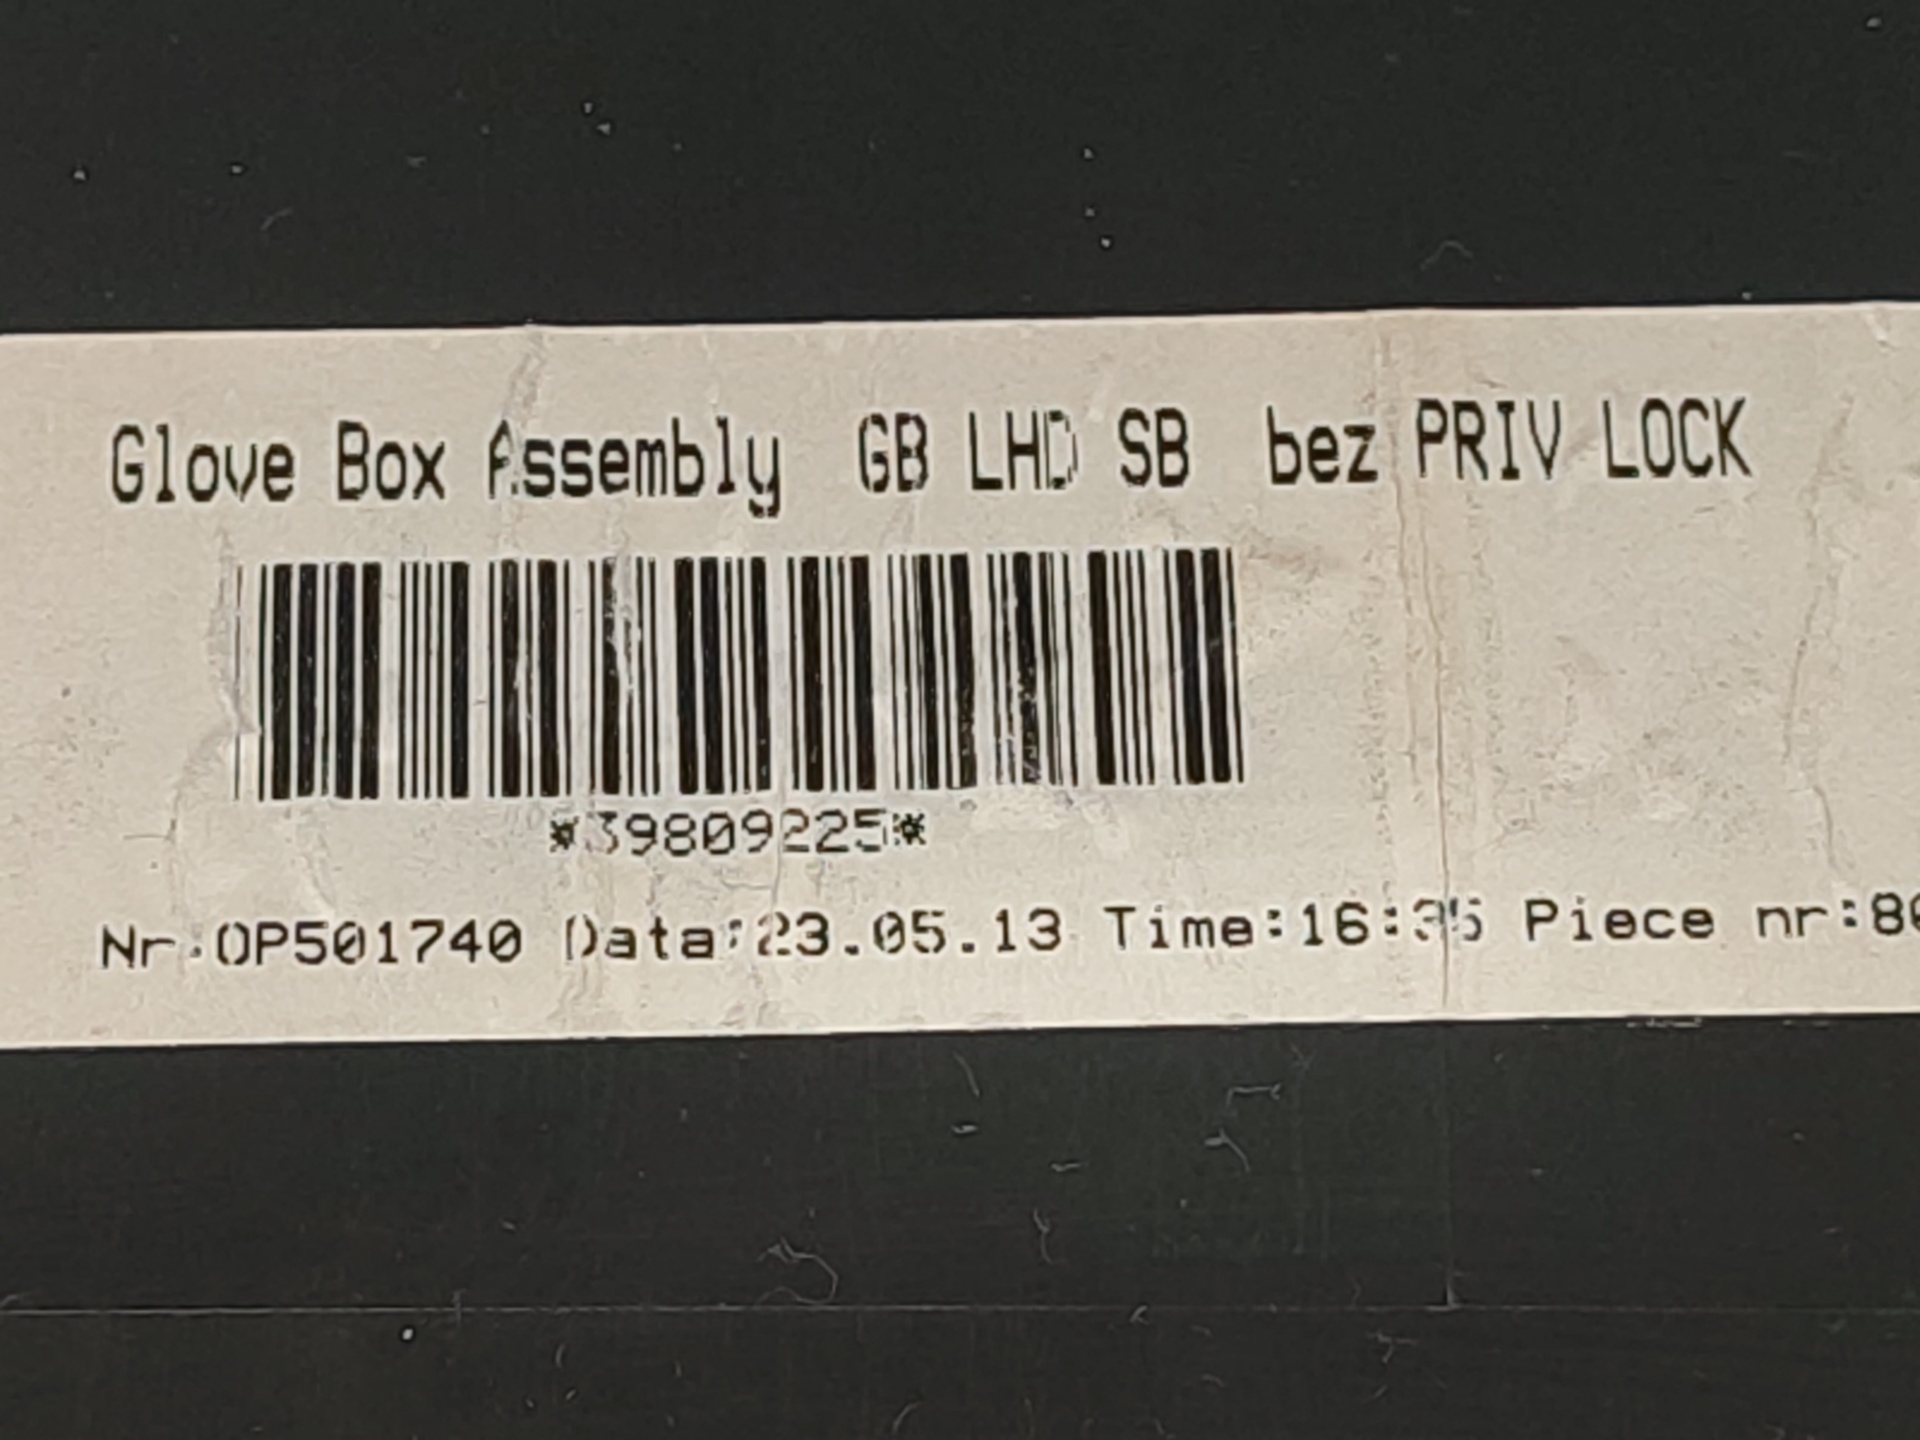 Glove Box Assembly GB LHD SB bez PRIV LOCK
*39809225*
Nr:OP501740 Data:23.05.13 Time:16:35 Piece nr: